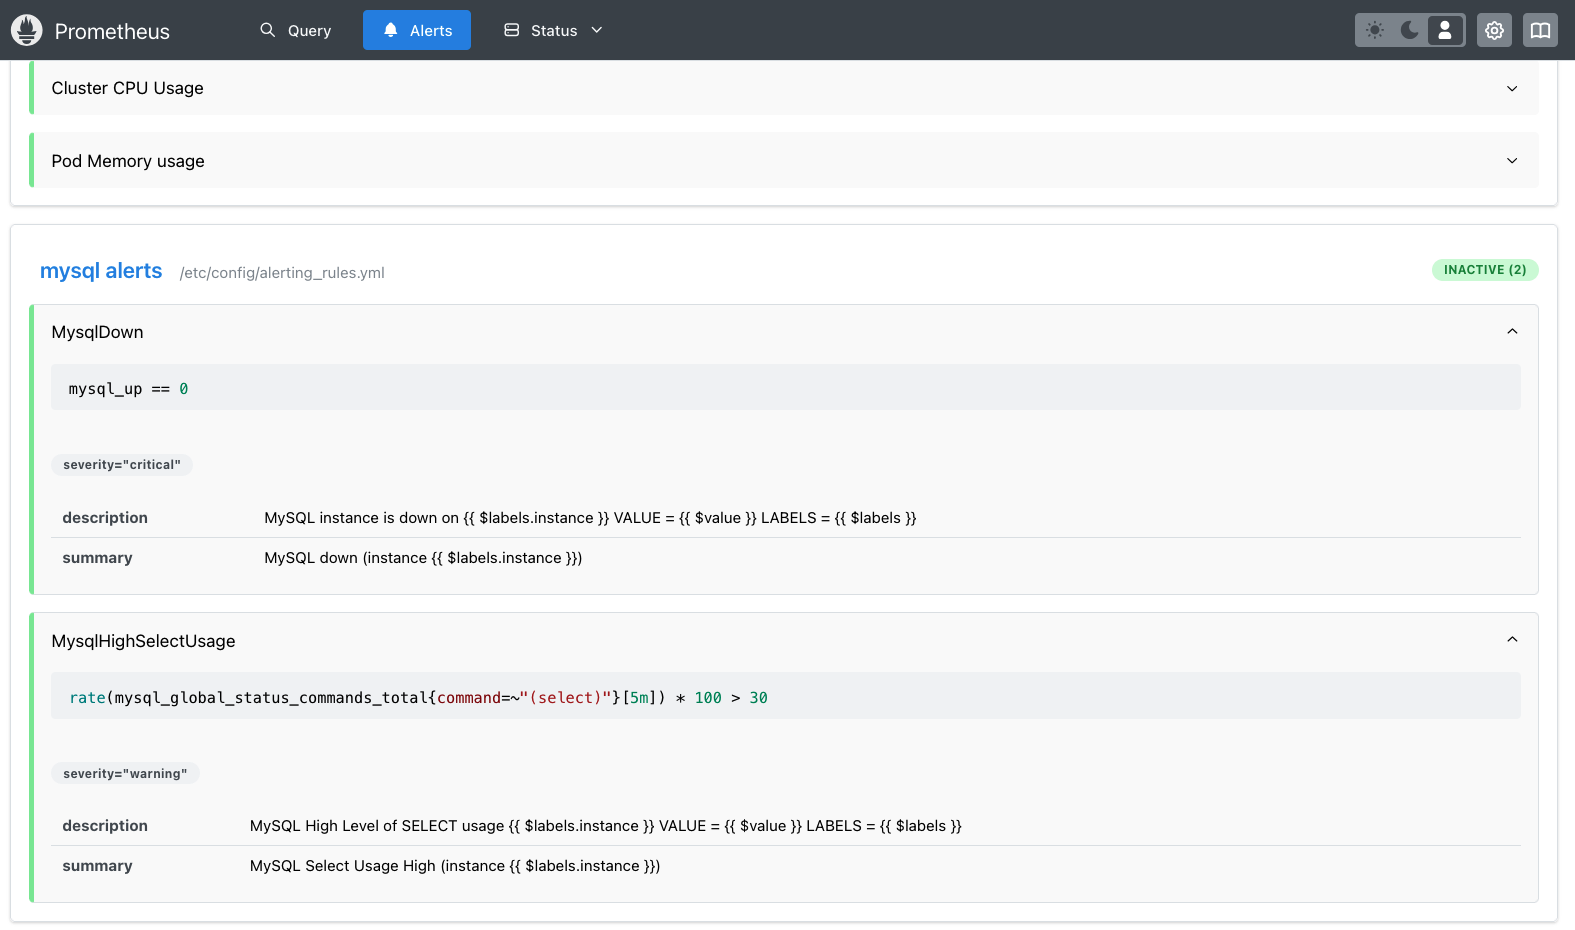 Prometheus
Query
Alerts
Status
Cluster CPU Usage
Pod Memory usage
mysql alerts /etc/config/alerting_rules.yml INACTIVE (2)
MysqlDown
mysql_up == 0
severity="critical"
description MySQL instance is down on {{ $labels.instance }} VALUE = {{ $value }} LABELS = {{ $labels }}
summary MySQL down (instance {{ $labels.instance }})
MysqlHighSelectUsage
rate(mysql_global_status_commands_total{command=~"(select)"}[5m]) * 100 > 30
severity="warning"
description MySQL High Level of SELECT usage {{ $labels.instance }} VALUE = {{ $value }} LABELS = {{ $labels }}
summary MySQL Select Usage High (instance {{ $labels.instance }})